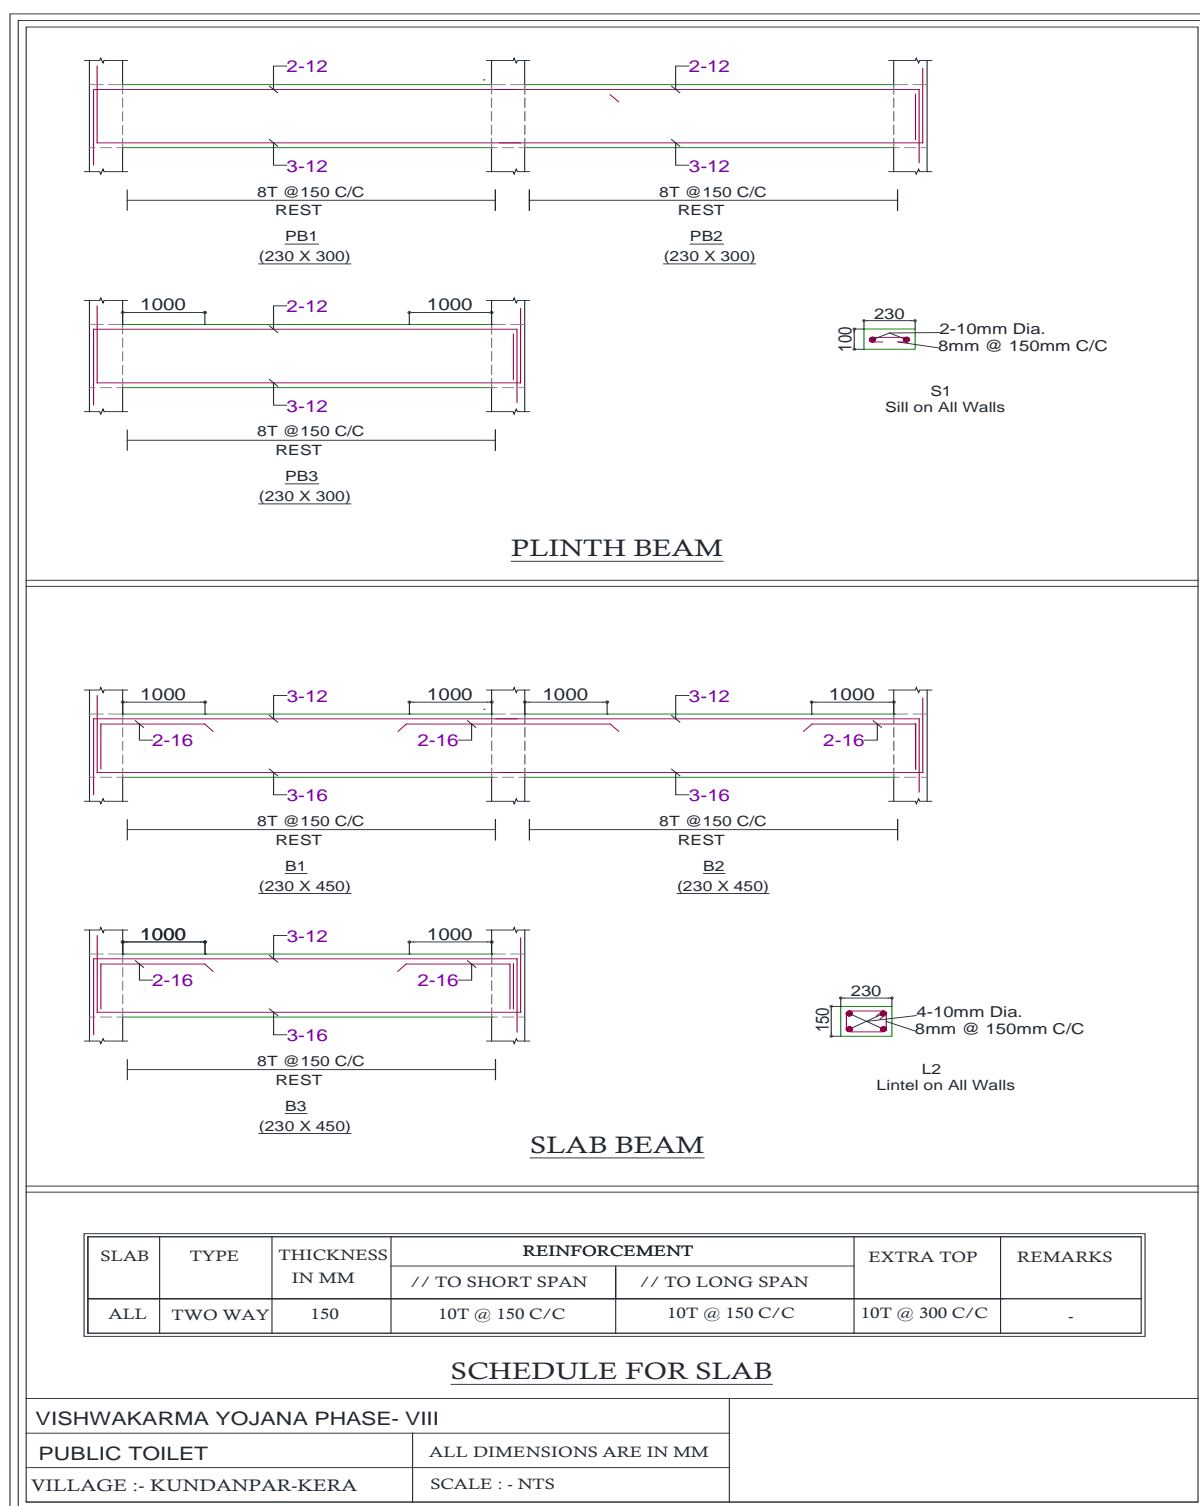 2-12 2-12
3-12 3-12
8T @150 C/C 8T @150 C/C
REST REST
PB1 PB2
(230 X 300) (230 X 300)
1000 2-12 1000
230
100
2-10mm Dia.
8mm @ 150mm C/C
S1
Sill on All Walls
3-12
8T @150 C/C
REST
PB3
(230 X 300)
PLINTH BEAM
1000 3-12 1000 1000 3-12 1000
2-16 2-16 2-16
3-16 3-16
8T @150 C/C 8T @150 C/C
REST REST
B1 B2
(230 X 450) (230 X 450)
1000 3-12 1000
2-16 2-16
3-16
8T @150 C/C
REST
B3
(230 X 450)
230
150
4-10mm Dia.
8mm @ 150mm C/C
L2
Lintel on All Walls
SLAB BEAM
SLAB TYPE THICKNESS IN MM REINFORCEMENT EXTRA TOP REMARKS
// TO SHORT SPAN // TO LONG SPAN
ALL TWO WAY 150 10T @ 150 C/C 10T @ 150 C/C 10T @ 300 C/C -
SCHEDULE FOR SLAB
VISHWAKARMA YOJANA PHASE- VIII
PUBLIC TOILET ALL DIMENSIONS ARE IN MM
VILLAGE :- KUNDANPAR-KERA SCALE : - NTS